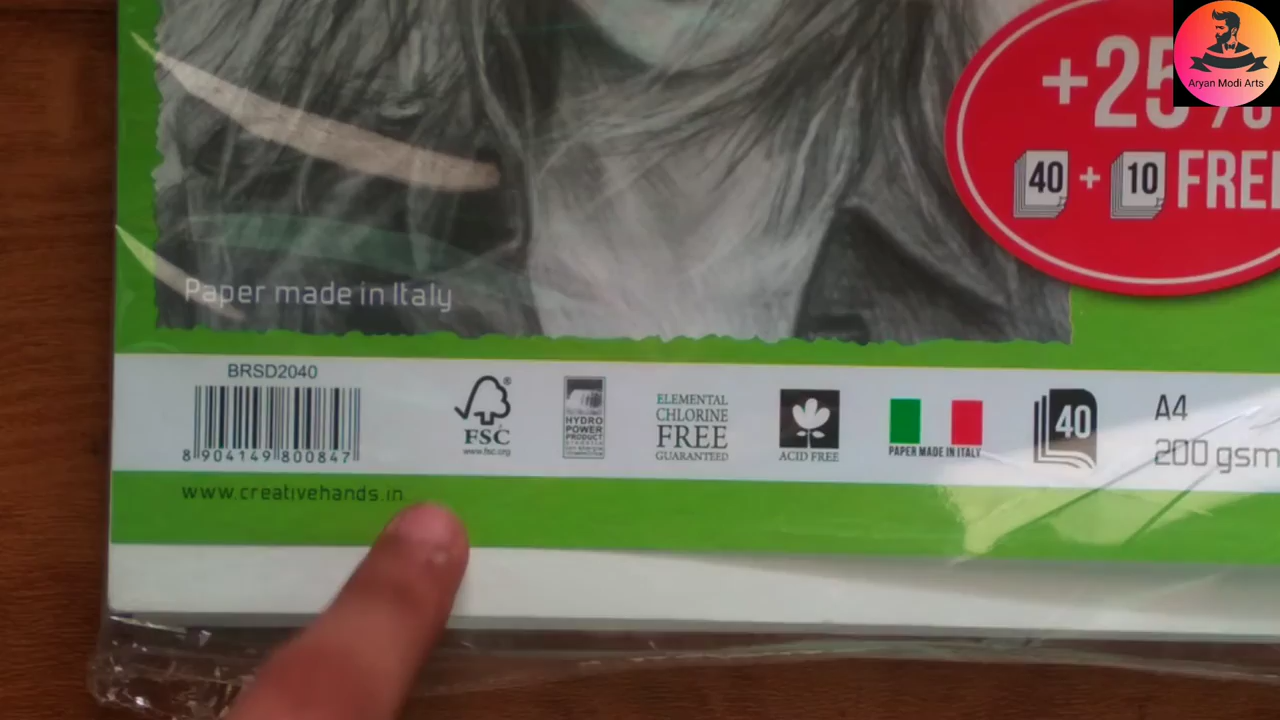 Aryan Modi Arts
+25%
40 + 10 FREE
Paper made in Italy
BRSD2040
8 904149 800847
FSC
www.fsc.org
HYDRO
POWER
PRODUCT
ELEMENTAL
CHLORINE
FREE
GUARANTEED
ACID FREE
PAPER MADE IN ITALY
40
A4
200 gsm
www.creativehands.in